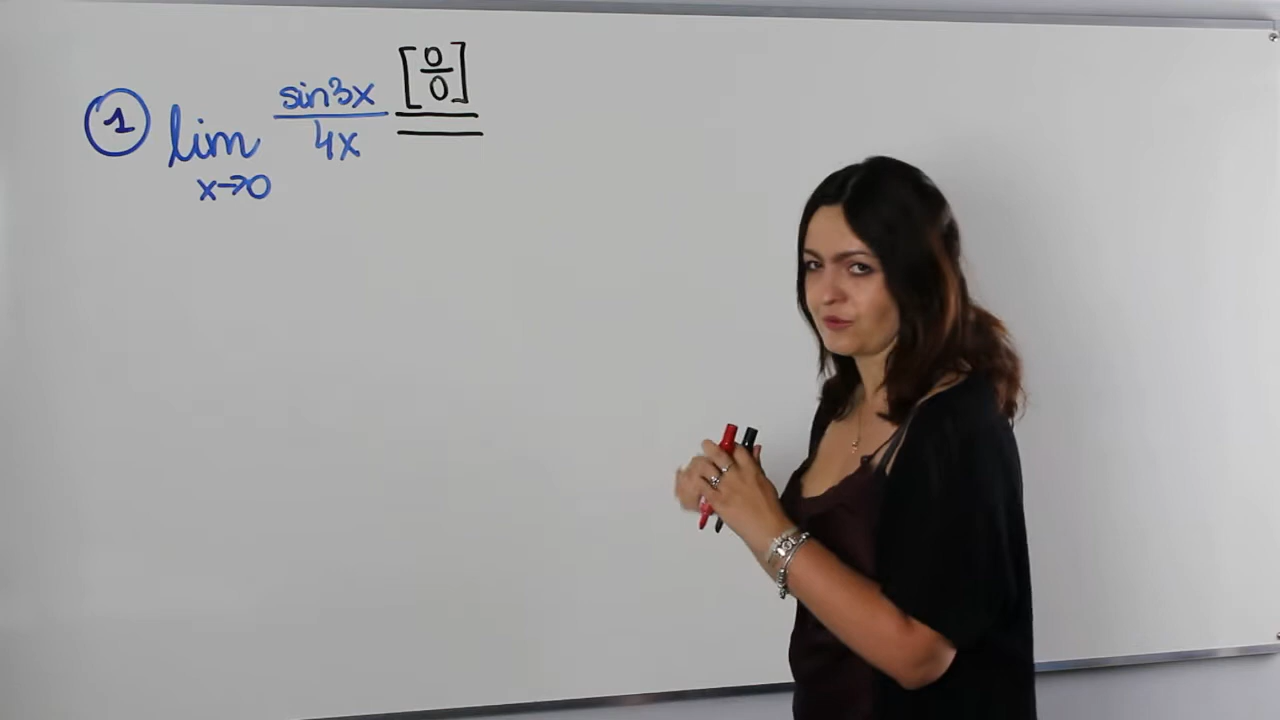 ① lim x→0 sin3x/4x [0/0] =